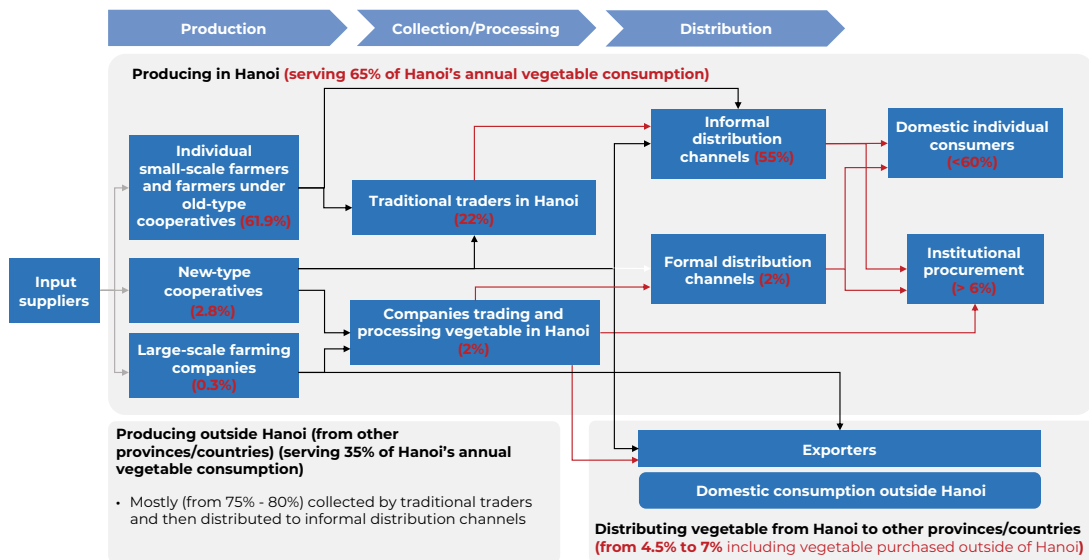 Production
Collection/Processing
Distribution
Producing in Hanoi (serving 65% of Hanoi's annual vegetable consumption)
Individual
small-scale farmers
and farmers under
old-type
cooperatives (61.9%)
Traditional traders in Hanoi
(22%)
Informal
distribution
channels (55%)
Domestic individual
consumers
(<60%)
Input
suppliers
New-type
cooperatives
(2.8%)
Formal distribution
channels (2%)
Institutional
procurement
(> 6%)
Companies trading and
processing vegetable in Hanoi
(2%)
Large-scale farming
companies
(0.3%)
Producing outside Hanoi (from other
provinces/countries) (serving 35% of Hanoi's annual
vegetable consumption)
• Mostly (from 75% - 80%) collected by traditional traders
and then distributed to informal distribution channels
Exporters
Domestic consumption outside Hanoi
Distributing vegetable from Hanoi to other provinces/countries
(from 4.5% to 7% including vegetable purchased outside of Hanoi)